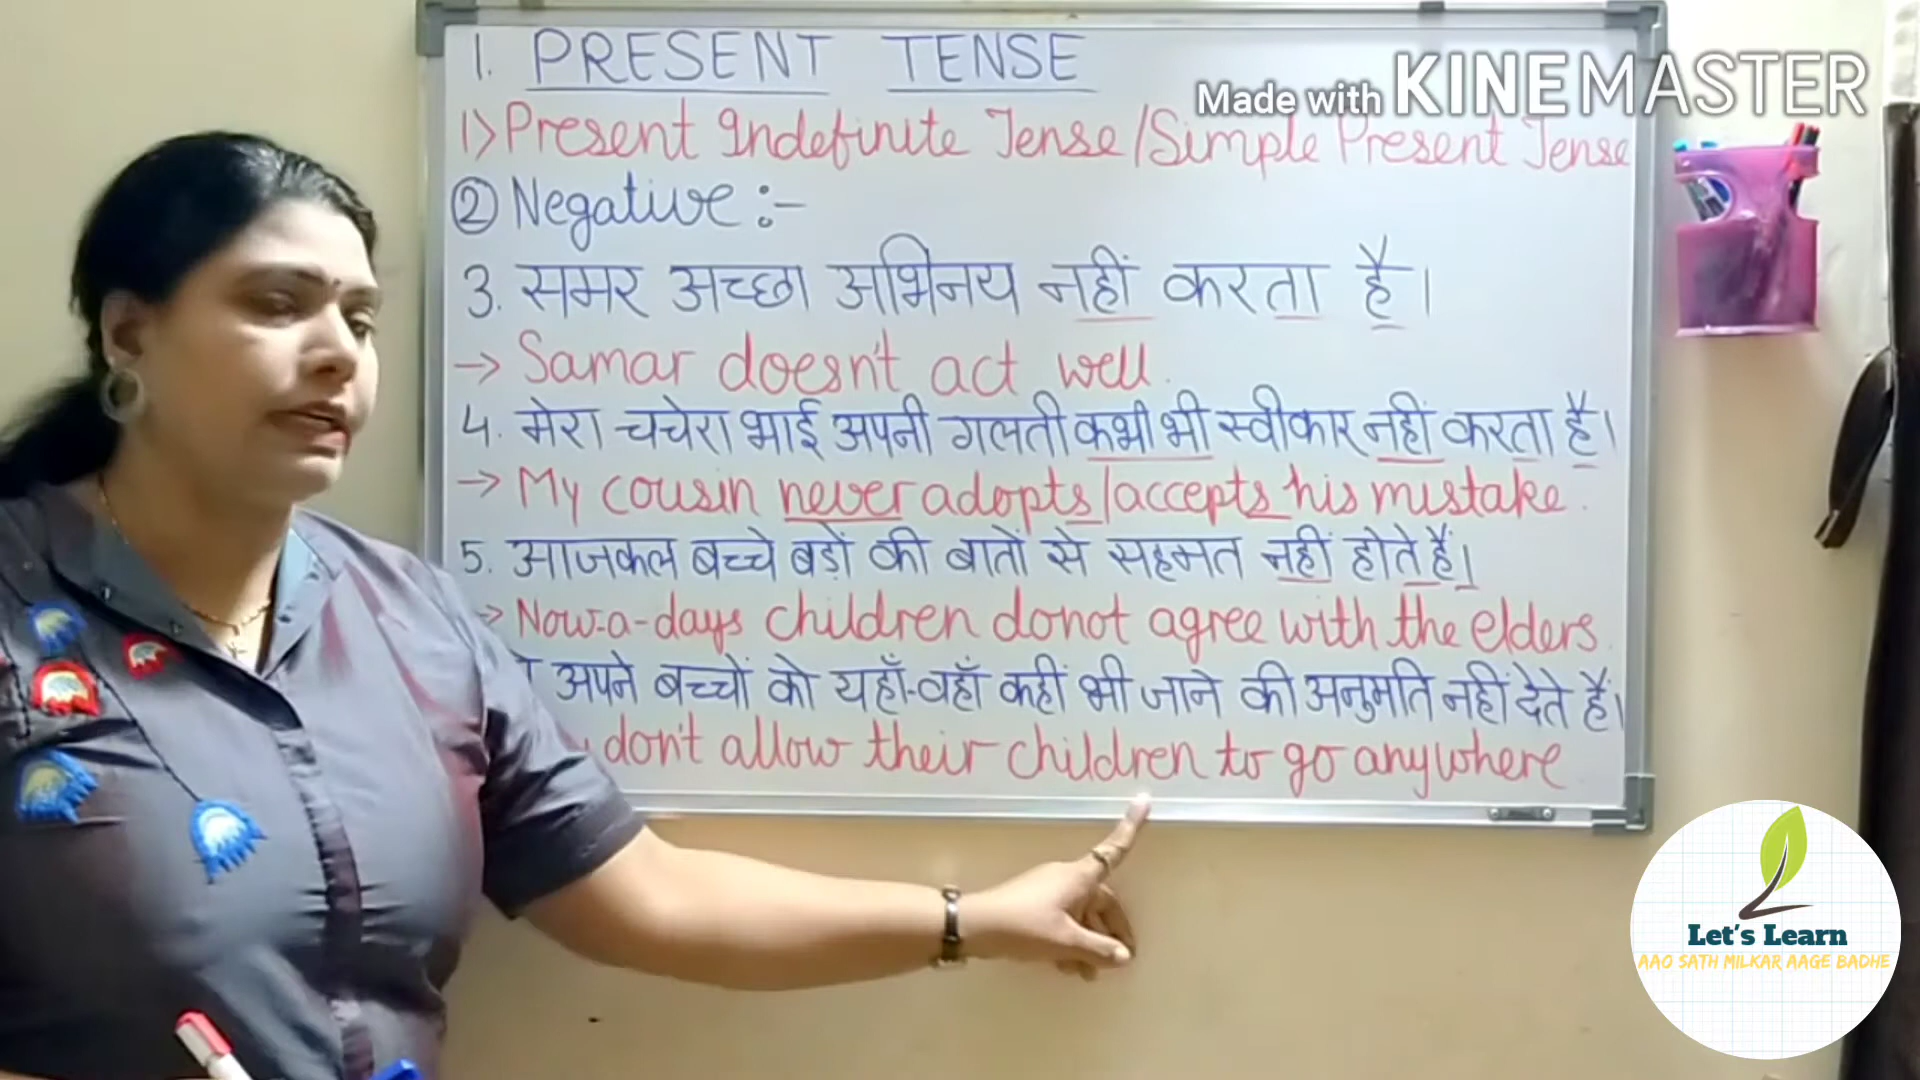 1. PRESENT TENSE
Made with KINEMASTER
1) Present Indefinite Tense/Simple Present Tense
② Negative :-
3. समर अच्छा अभिनय नहीं करता है।
→ Samar doesn't act well.
4. मेरा चचेरा भाई अपनी गलती कभी भी स्वीकार नहीं करता है।
→ My cousin never adopts/accepts his mistake.
5. आजकल बच्चे बड़ों की बातों से सहमत नहीं होते हैं।
→ Now-a-days children donot agree with the elders.
अपने बच्चों को यहाँ-वहाँ कहीं भी जाने की अनुमति नहीं देते हैं।
don't allow their children to go anywhere
Let's Learn
AAO SATH MILKAR AAGE BADHE